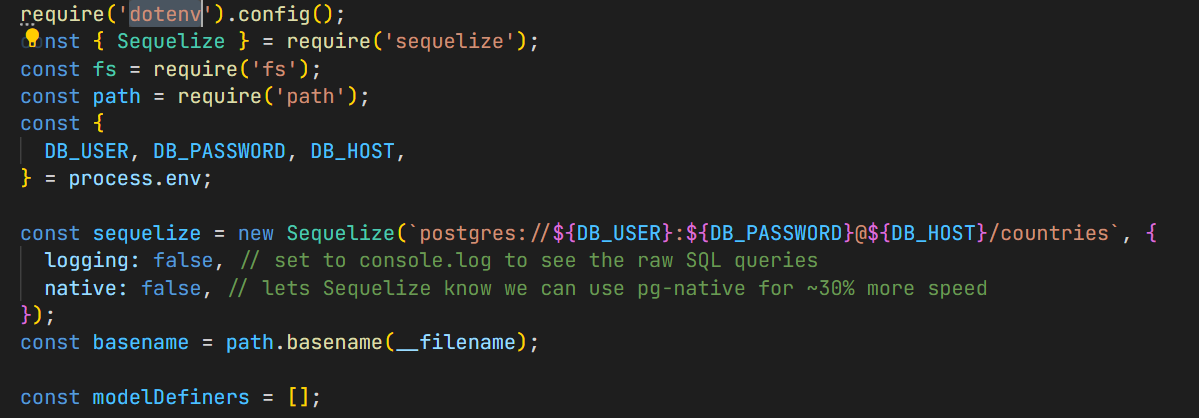 require('dotenv').config();
const { Sequelize } = require('sequelize');
const fs = require('fs');
const path = require('path');
const {
  DB_USER, DB_PASSWORD, DB_HOST,
} = process.env;

const sequelize = new Sequelize(`postgres://${DB_USER}:${DB_PASSWORD}@${DB_HOST}/countries`, {
  logging: false, // set to console.log to see the raw SQL queries
  native: false, // lets Sequelize know we can use pg-native for ~30% more speed
});
const basename = path.basename(__filename);

const modelDefiners = [];